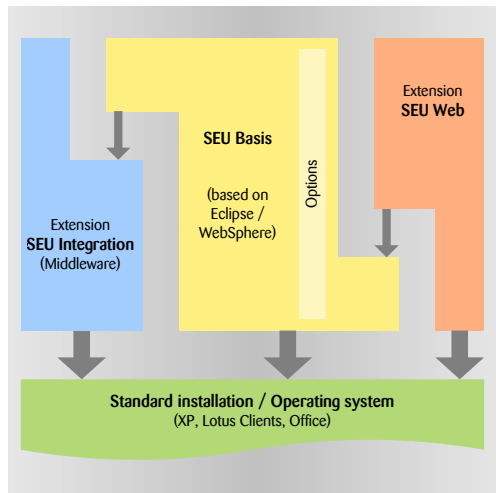 Extension
SEU Integration
(Middleware)
SEU Basis
(based on
Eclipse /
WebSphere)
Options
Extension
SEU Web
Standard installation / Operating system
(XP, Lotus Clients, Office)